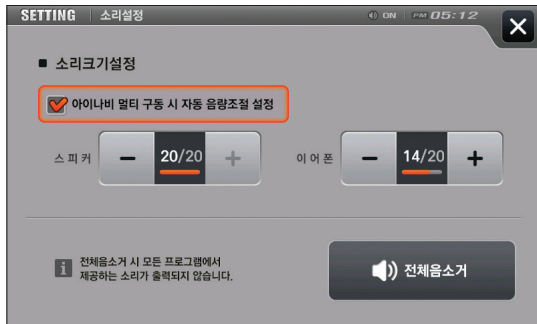 SETTING 소리설정 ON PM 05:12
소리크기설정
아이나비 멀티 구동 시 자동 음량조절 설정
스피커 - 20/20 + 이어폰 - 14/20 +
전체음소거 시 모든 프로그램에서
제공하는 소리가 출력되지 않습니다.
전체음소거